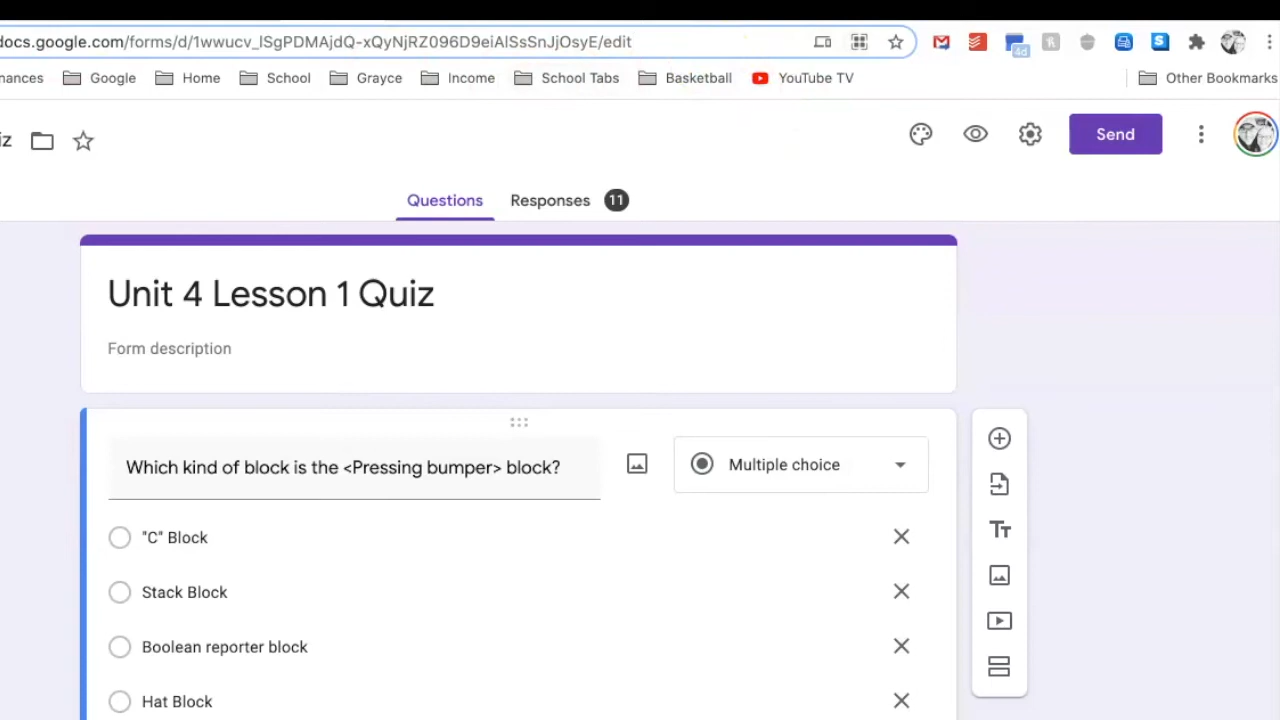 docs.google.com/forms/d/1wwucv_lSgPDMAjdQ-xQyNjRZ096D9eiAlSsSnJjOsyE/edit
4d
nances Google Home School Grayce Income School Tabs Basketball YouTube TV Other Bookmarks
iz
Send
Questions Responses 11
Unit 4 Lesson 1 Quiz
Form description
Which kind of block is the <Pressing bumper> block?
Multiple choice
"C" Block
Stack Block
Boolean reporter block
Hat Block